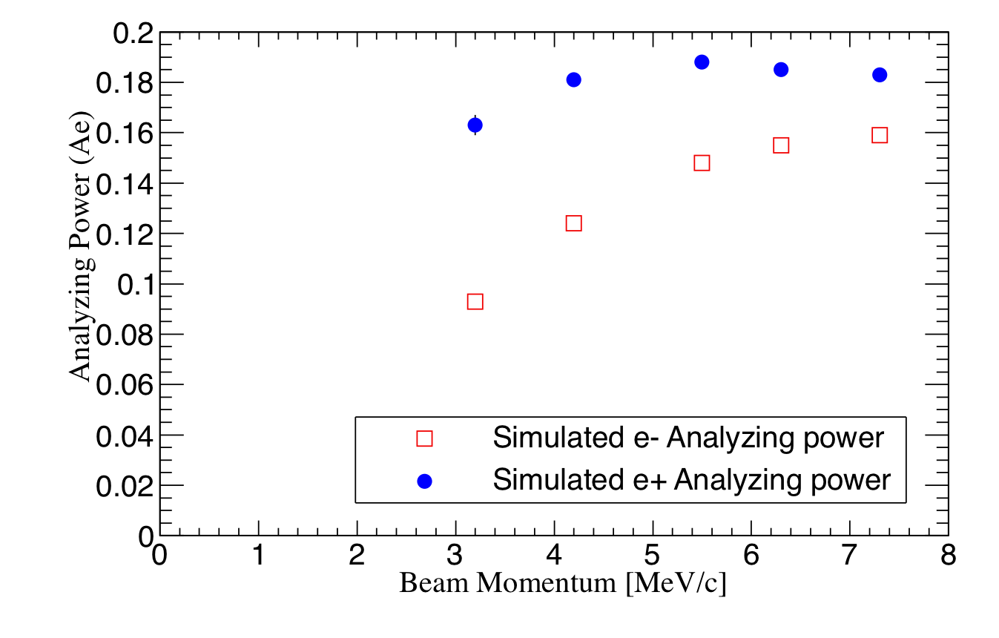 0.2
0.18
0.16
0.14
0.12
0.1
0.08
0.06
0.04
0.02
0
Analyzing Power (Ae)
Simulated e- Analyzing power
Simulated e+ Analyzing power
0 1 2 3 4 5 6 7 8
Beam Momentum [MeV/c]